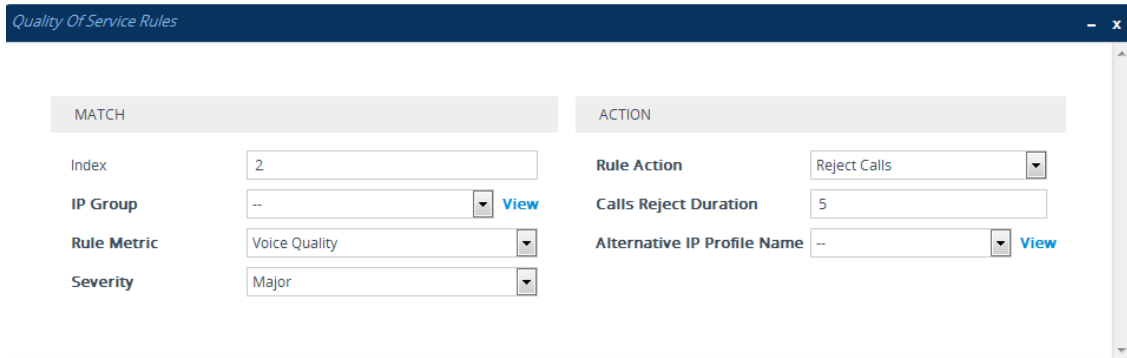 Quality Of Service Rules
– x
MATCH
Index 2
IP Group -- View
Rule Metric Voice Quality
Severity Major
ACTION
Rule Action Reject Calls
Calls Reject Duration 5
Alternative IP Profile Name -- View